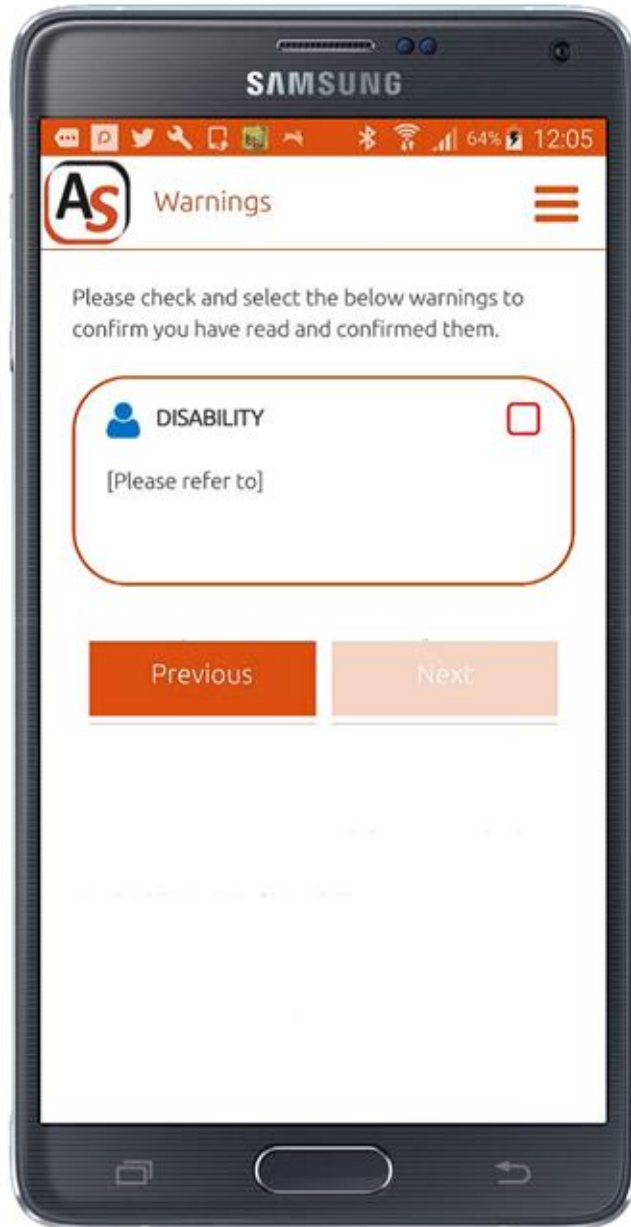 SAMSUNG
64% 12:05
AS Warnings
Please check and select the below warnings to
confirm you have read and confirmed them.
DISABILITY
[Please refer to]
Previous Next